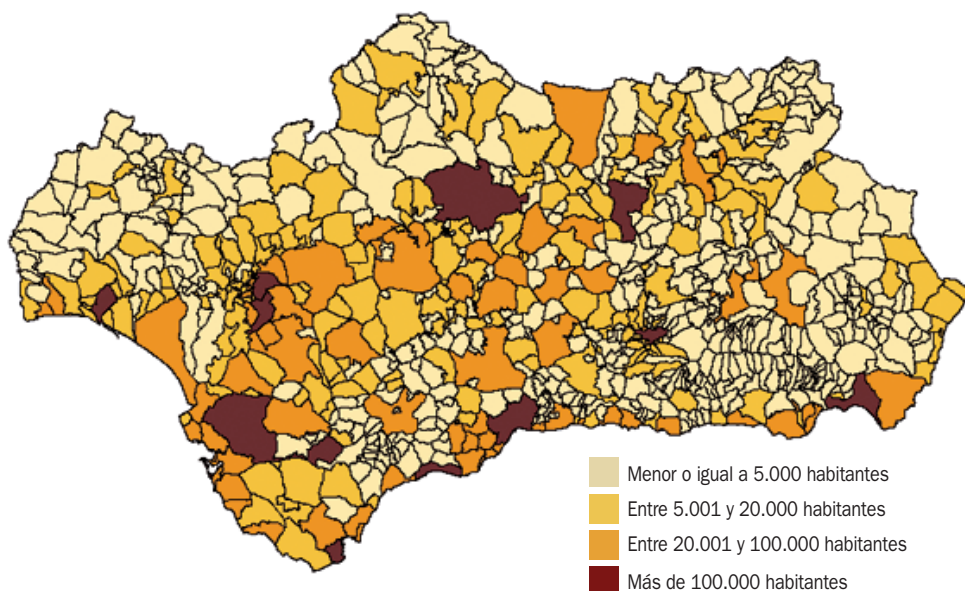 Menor o igual a 5.000 habitantes
Entre 5.001 y 20.000 habitantes
Entre 20.001 y 100.000 habitantes
Más de 100.000 habitantes